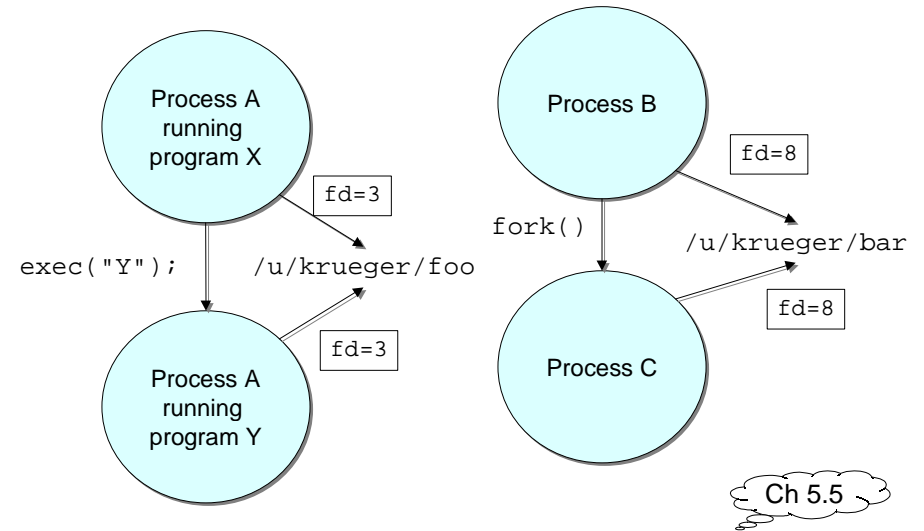 Process A
running
program X
fd=3
exec("Y");
/u/krueger/foo
fd=3
Process A
running
program Y
Process B
fd=8
fork()
/u/krueger/bar
fd=8
Process C
Ch 5.5